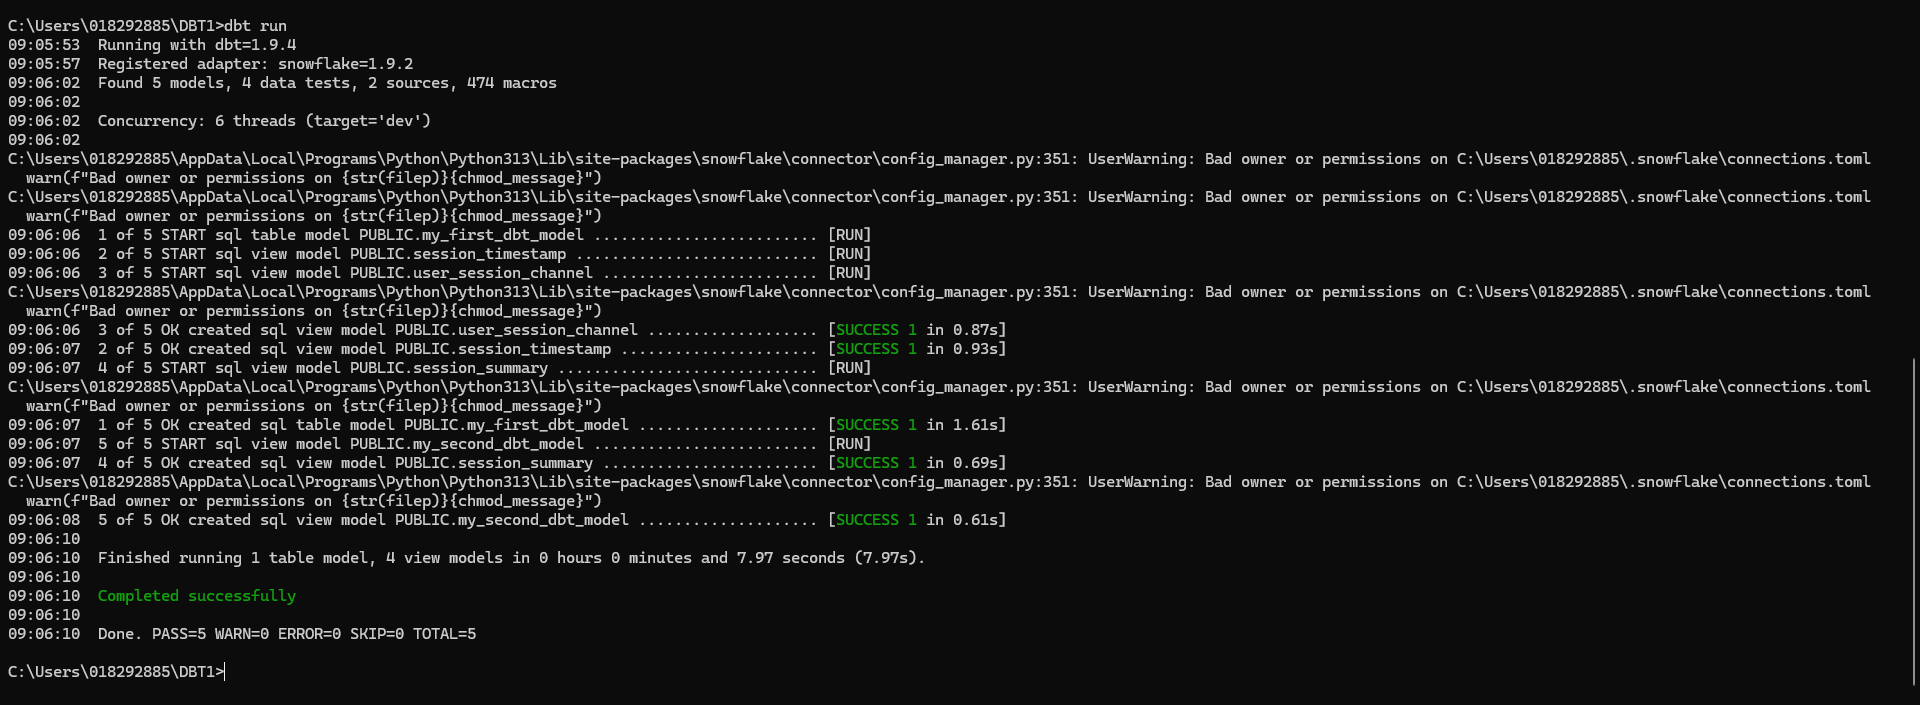 C:\Users\018292885\DBT1>dbt run
09:05:53  Running with dbt=1.9.4
09:05:57  Registered adapter: snowflake=1.9.2
09:06:02  Found 5 models, 4 data tests, 2 sources, 474 macros
09:06:02
09:06:02  Concurrency: 6 threads (target='dev')
09:06:02
C:\Users\018292885\AppData\Local\Programs\Python\Python313\Lib\site-packages\snowflake\connector\config_manager.py:351: UserWarning: Bad owner or permissions on C:\Users\018292885\.snowflake\connections.toml
  warn(f"Bad owner or permissions on {str(filep)}{chmod_message}")
C:\Users\018292885\AppData\Local\Programs\Python\Python313\Lib\site-packages\snowflake\connector\config_manager.py:351: UserWarning: Bad owner or permissions on C:\Users\018292885\.snowflake\connections.toml
  warn(f"Bad owner or permissions on {str(filep)}{chmod_message}")
09:06:06  1 of 5 START sql table model PUBLIC.my_first_dbt_model ......................... [RUN]
09:06:06  2 of 5 START sql view model PUBLIC.session_timestamp ........................... [RUN]
09:06:06  3 of 5 START sql view model PUBLIC.user_session_channel ........................ [RUN]
C:\Users\018292885\AppData\Local\Programs\Python\Python313\Lib\site-packages\snowflake\connector\config_manager.py:351: UserWarning: Bad owner or permissions on C:\Users\018292885\.snowflake\connections.toml
  warn(f"Bad owner or permissions on {str(filep)}{chmod_message}")
09:06:06  3 of 5 OK created sql view model PUBLIC.user_session_channel ................... [SUCCESS 1 in 0.87s]
09:06:07  2 of 5 OK created sql view model PUBLIC.session_timestamp ...................... [SUCCESS 1 in 0.93s]
09:06:07  4 of 5 START sql view model PUBLIC.session_summary ............................. [RUN]
C:\Users\018292885\AppData\Local\Programs\Python\Python313\Lib\site-packages\snowflake\connector\config_manager.py:351: UserWarning: Bad owner or permissions on C:\Users\018292885\.snowflake\connections.toml
  warn(f"Bad owner or permissions on {str(filep)}{chmod_message}")
09:06:07  1 of 5 OK created sql table model PUBLIC.my_first_dbt_model .................... [SUCCESS 1 in 1.61s]
09:06:07  5 of 5 START sql view model PUBLIC.my_second_dbt_model ......................... [RUN]
09:06:07  4 of 5 OK created sql view model PUBLIC.session_summary ........................ [SUCCESS 1 in 0.69s]
C:\Users\018292885\AppData\Local\Programs\Python\Python313\Lib\site-packages\snowflake\connector\config_manager.py:351: UserWarning: Bad owner or permissions on C:\Users\018292885\.snowflake\connections.toml
  warn(f"Bad owner or permissions on {str(filep)}{chmod_message}")
09:06:08  5 of 5 OK created sql view model PUBLIC.my_second_dbt_model .................... [SUCCESS 1 in 0.61s]
09:06:10
09:06:10  Finished running 1 table model, 4 view models in 0 hours 0 minutes and 7.97 seconds (7.97s).
09:06:10
09:06:10  Completed successfully
09:06:10
09:06:10  Done. PASS=5 WARN=0 ERROR=0 SKIP=0 TOTAL=5
C:\Users\018292885\DBT1>